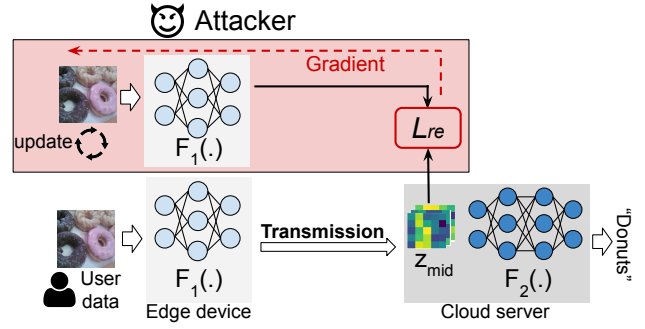 Attacker
Gradient
update
F1(.)
Lre
User
data
F1(.)
Edge device
Transmission
zmid
F2(.)
Cloud server
“Donuts”